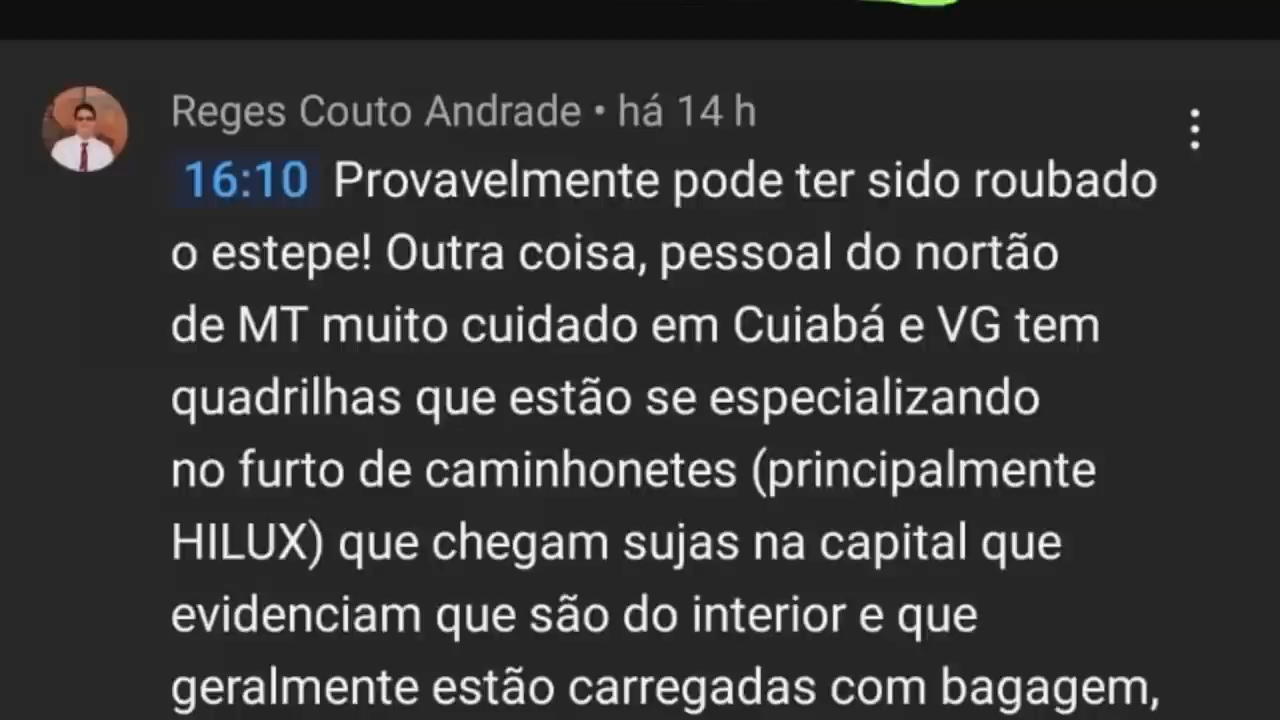 Reges Couto Andrade • há 14 h
16:10 Provavelmente pode ter sido roubado
o estepe! Outra coisa, pessoal do nortão
de MT muito cuidado em Cuiabá e VG tem
quadrilhas que estão se especializando
no furto de caminhonetes (principalmente
HILUX) que chegam sujas na capital que
evidenciam que são do interior e que
geralmente estão carregadas com bagagem,